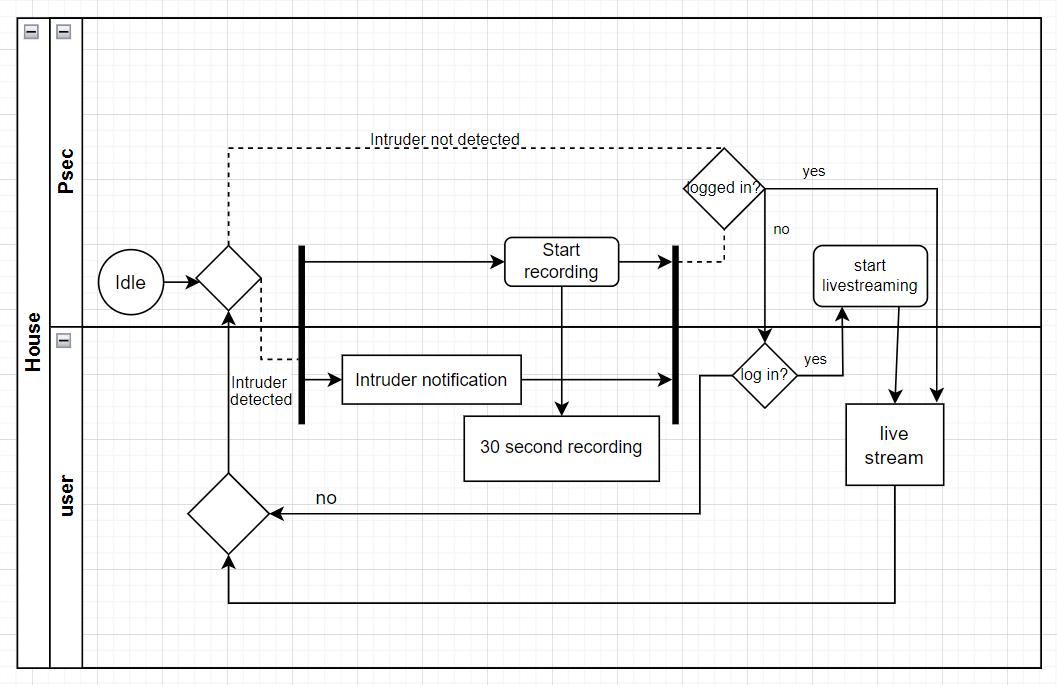 House
Psec
user
Intruder not detected
logged in?
yes
no
Idle
Start
recording
start
livestreaming
Intruder
detected
Intruder notification
log in?
yes
30 second recording
live
stream
no